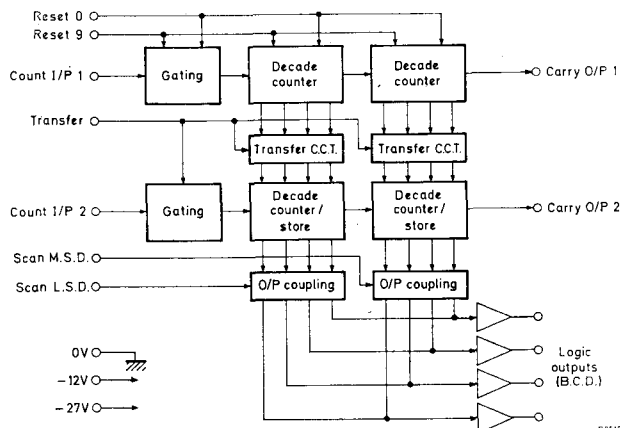 Reset 0
Reset 9
Count I/P 1
Gating
Decade
counter
Decade
counter
Carry O/P 1
Transfer
Transfer C.C.T.
Transfer C.C.T.
Count I/P 2
Gating
Decade
counter/
store
Decade
counter/
store
Carry O/P 2
Scan M.S.D.
Scan L.S.D.
O/P coupling
O/P coupling
0V
-12V
-27V
Logic
outputs
(B.C.D.)